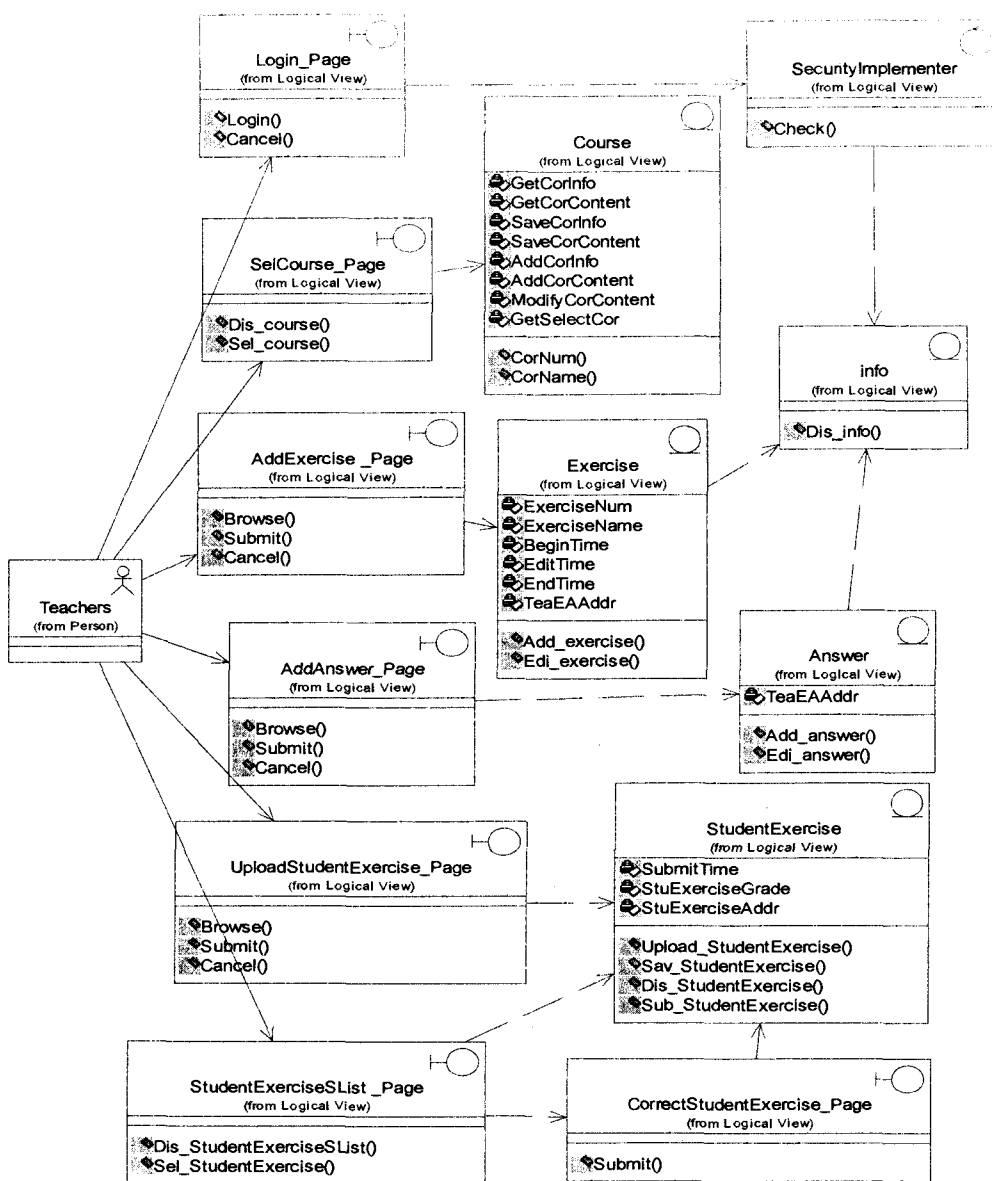 Login_Page
(from Logical View)
Login()
Cancel()
SecurityImplementer
(from Logical View)
Check()
Course
(from Logical View)
GetCorInfo
GetCorContent
SaveCorInfo
SaveCorContent
AddCorInfo
AddCorContent
ModifyCorContent
GetSelectCor
CorNum()
CorName()
SelCourse_Page
(from Logical View)
Dis_course()
Sel_course()
info
(from Logical View)
Dis_info()
AddExercise _Page
(from Logical View)
Browse()
Submit()
Cancel()
Exercise
(from Logical View)
ExerciseNum
ExerciseName
BeginTime
EditTime
EndTime
TeaEAAddr
Add_exercise()
Edi_exercise()
Teachers
(from Person)
AddAnswer_Page
(from Logical View)
Browse()
Submit()
Cancel()
Answer
(from Logical View)
TeaEAAddr
Add_answer()
Edi_answer()
UploadStudentExercise_Page
(from Logical View)
Browse()
Submit()
Cancel()
StudentExercise
(from Logical View)
SubmitTime
StuExerciseGrade
StuExerciseAddr
Upload_StudentExercise()
Sav_StudentExercise()
Dis_StudentExercise()
Sub_StudentExercise()
StudentExerciseSList _Page
(from Logical View)
Dis_StudentExerciseSList()
Sel_StudentExercise()
CorrectStudentExercise_Page
(from Logical View)
Submit()